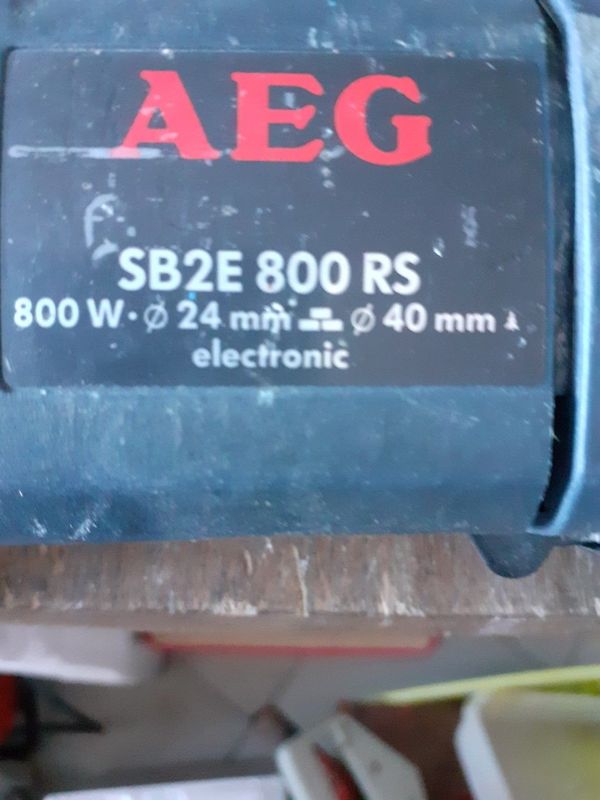 AEG
SB2E 800 RS
800 W · Ø 24 mm Ø 40 mm
electronic